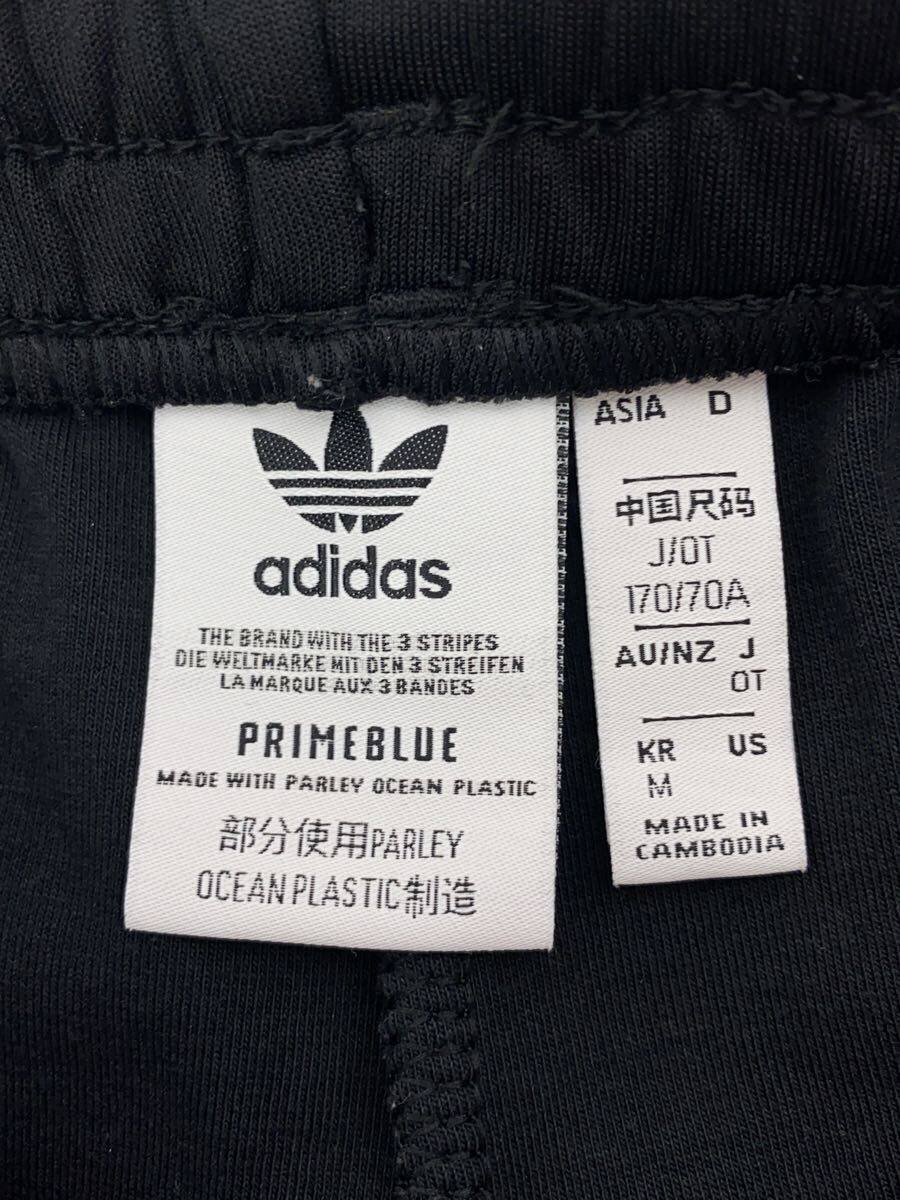 adidas
THE BRAND WITH THE 3 STRIPES
DIE WELTMARKE MIT DEN 3 STREIFEN
LA MARQUE AUX 3 BANDES
PRIMEBLUE
MADE WITH PARLEY OCEAN PLASTIC
部分使用PARLEY
OCEAN PLASTIC制造
ASIA D
中国尺码
J/OT
170/70A
AU/NZ J
OT
KR US
M
MADE IN
CAMBODIA